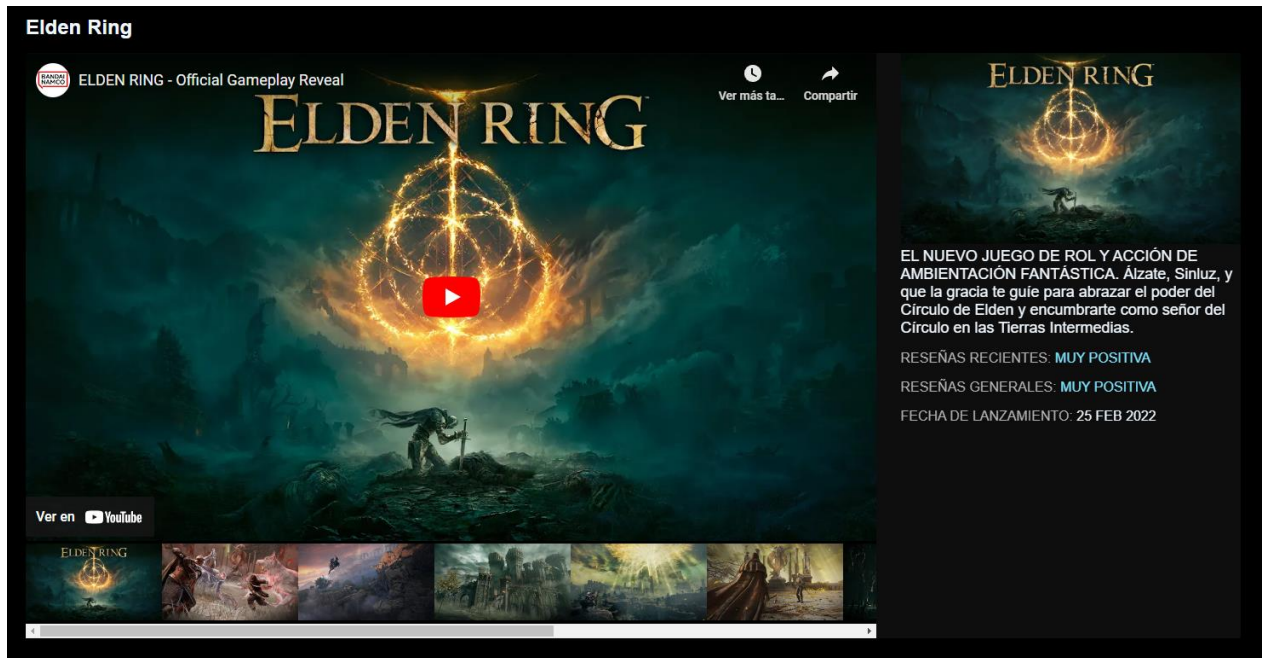 Elden Ring
BANDAI
NAMCO
ELDEN RING - Official Gameplay Reveal
Ver más ta...
Compartir
ELDEN RING
Ver en YouTube
ELDEN RING
ELDEN RING
EL NUEVO JUEGO DE ROL Y ACCIÓN DE
AMBIENTACIÓN FANTÁSTICA. Álzate, Sinluz, y
que la gracia te guíe para abrazar el poder del
Círculo de Elden y encumbrarte como señor del
Círculo en las Tierras Intermedias.
RESEÑAS RECIENTES: MUY POSITIVA
RESEÑAS GENERALES: MUY POSITIVA
FECHA DE LANZAMIENTO: 25 FEB 2022